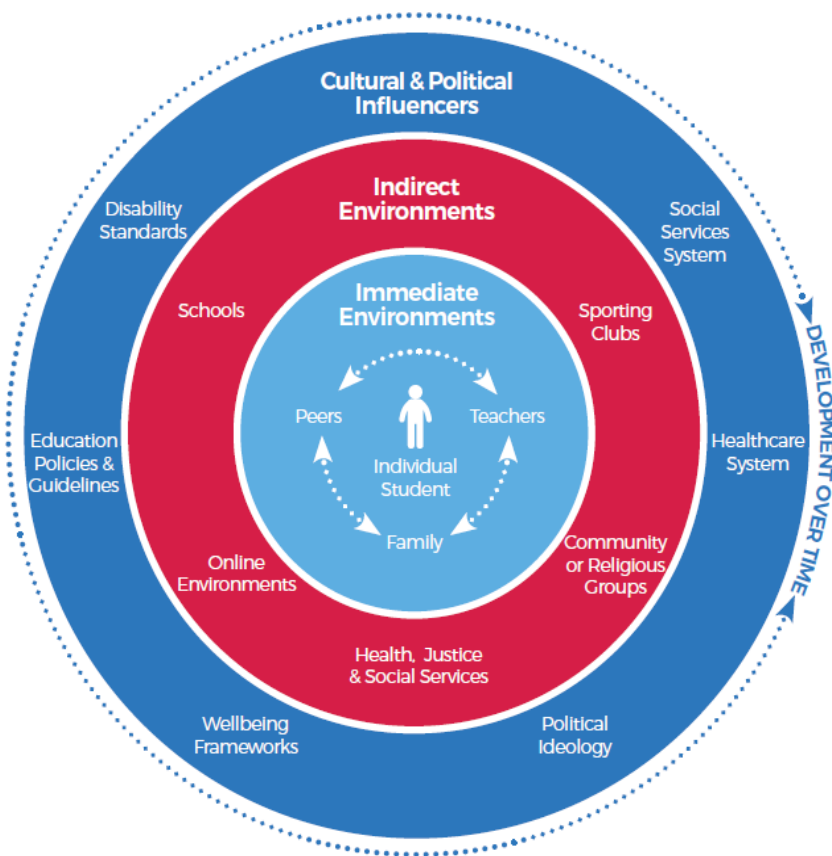 Cultural & Political
Influencers
Indirect
Environments
Disability
Standards
Social
Services
System
Immediate
Environments
Schools
Sporting
Clubs
Peers
Teachers
Individual
Student
Education
Policies &
Guidelines
Healthcare
System
DEVELOPMENT OVER TIME
Family
Online
Environments
Community
or Religious
Groups
Health, Justice
& Social Services
Wellbeing
Frameworks
Political
Ideology